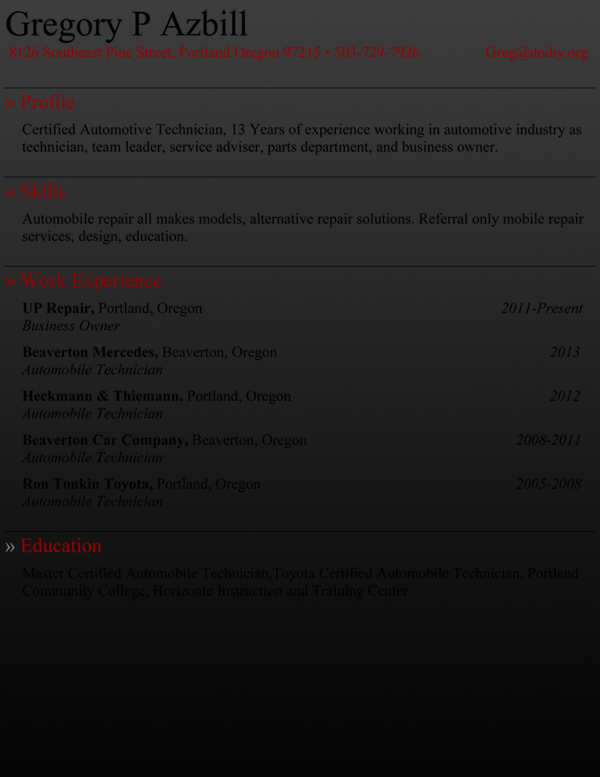 Gregory P Azbill
8126 Southeast Pine Street, Portland Oregon 97215 • 503-729-7926 Greg@dndiy.org
» Profile
Certified Automotive Technician, 13 Years of experience working in automotive industry as
technician, team leader, service adviser, parts department, and business owner.
» Skills
Automobile repair all makes models, alternative repair solutions. Referral only mobile repair
services, design, education.
» Work Experience
UP Repair, Portland, Oregon 2011-Present
Business Owner
Beaverton Mercedes, Beaverton, Oregon 2013
Automobile Technician
Heckmann & Thiemann, Portland, Oregon 2012
Automobile Technician
Beaverton Car Company, Beaverton, Oregon 2008-2011
Automobile Technician
Ron Tonkin Toyota, Portland, Oregon 2005-2008
Automobile Technician
» Education
Master Certified Automobile Technician,Toyota Certified Automobile Technician, Portland
Community College, Horizonte Instruction and Training Center.